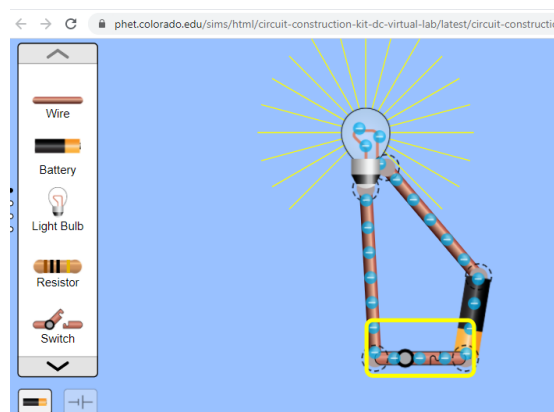 phet.colorado.edu/sims/html/circuit-construction-kit-dc-virtual-lab/latest/circuit-constructio
Wire
Battery
Light Bulb
Resistor
Switch